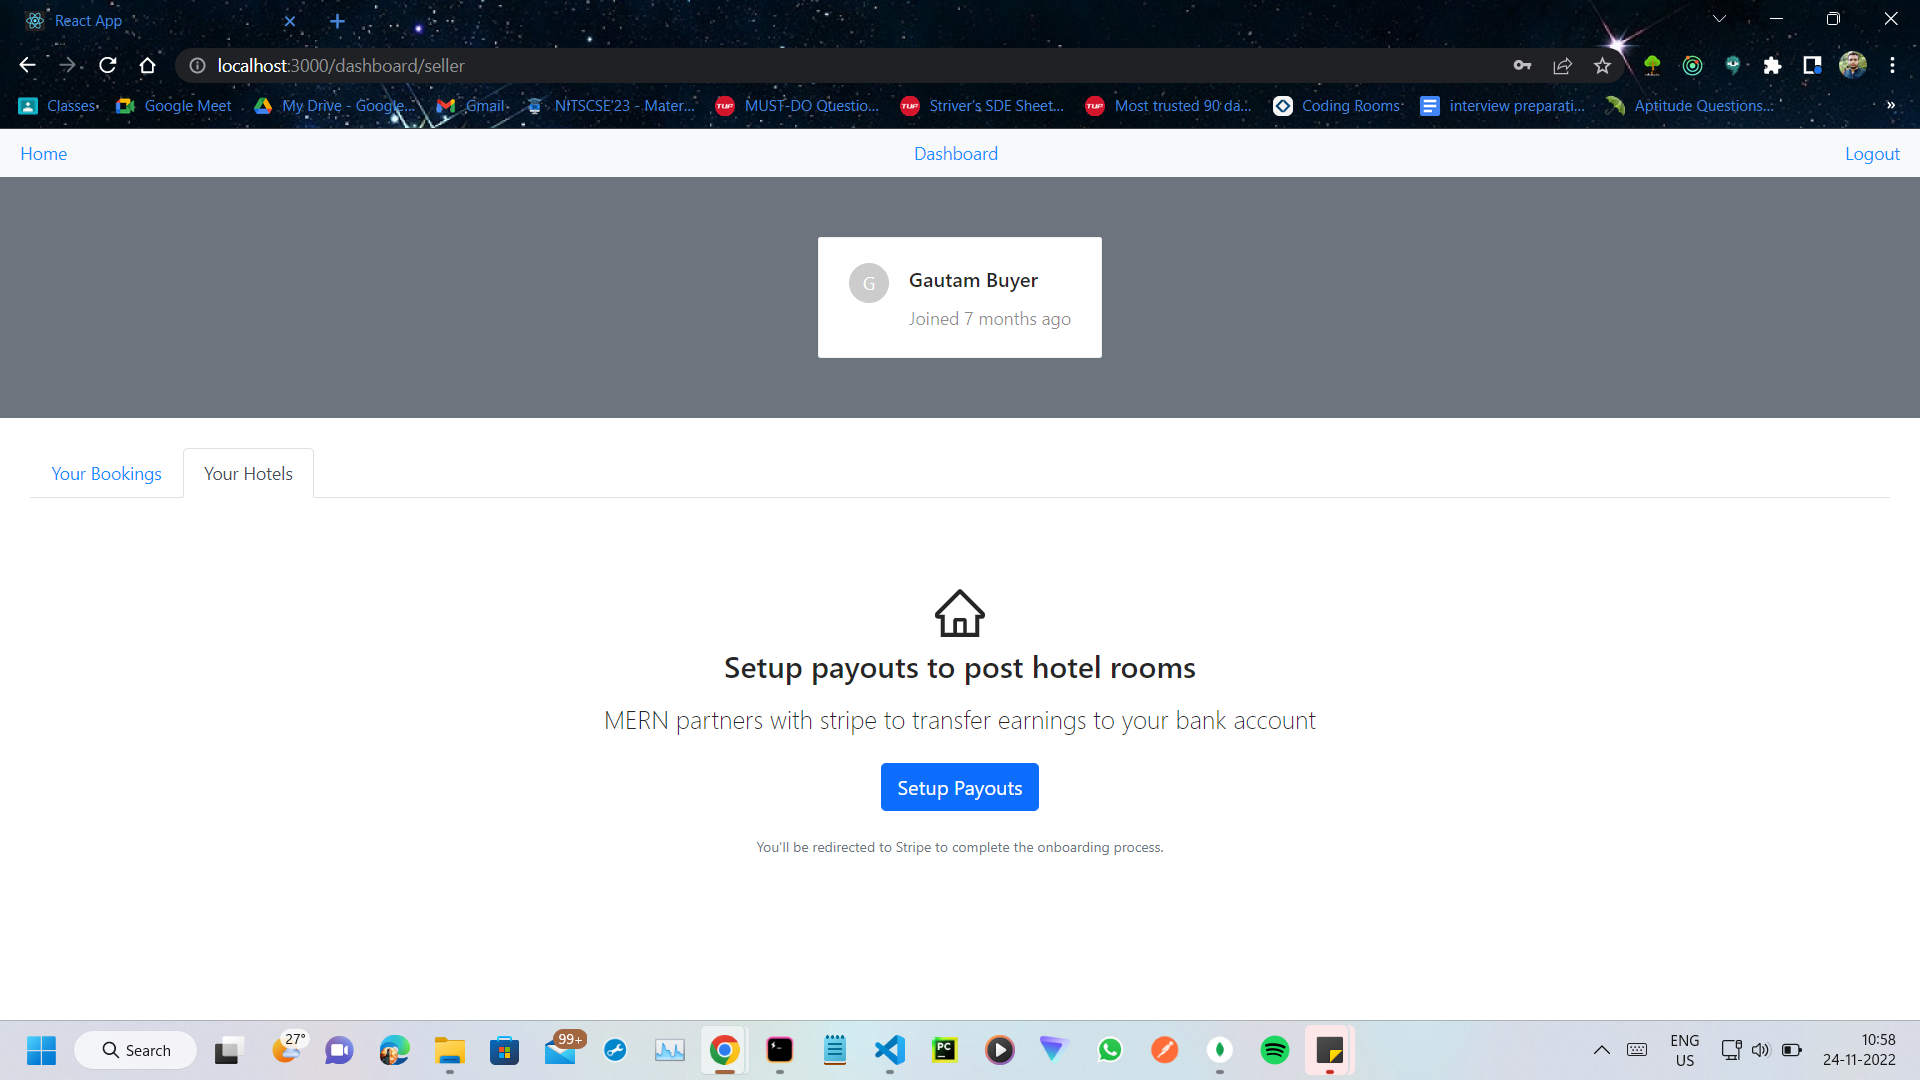 React App
localhost:3000/dashboard/seller
Classes
Google Meet
My Drive - Google...
Gmail
NITSCSE'23 - Mater...
TUF
MUST-DO Questio...
TUF
Striver's SDE Sheet...
TUF
Most trusted 90 da...
Coding Rooms
interview preparati...
Aptitude Questions...
»
Home
Dashboard
Logout
G
Gautam Buyer
Joined 7 months ago
Your Bookings
Your Hotels
Setup payouts to post hotel rooms
MERN partners with stripe to transfer earnings to your bank account
Setup Payouts
You'll be redirected to Stripe to complete the onboarding process.
Search
27°
99+
PC
ENG
US
10:58
24-11-2022